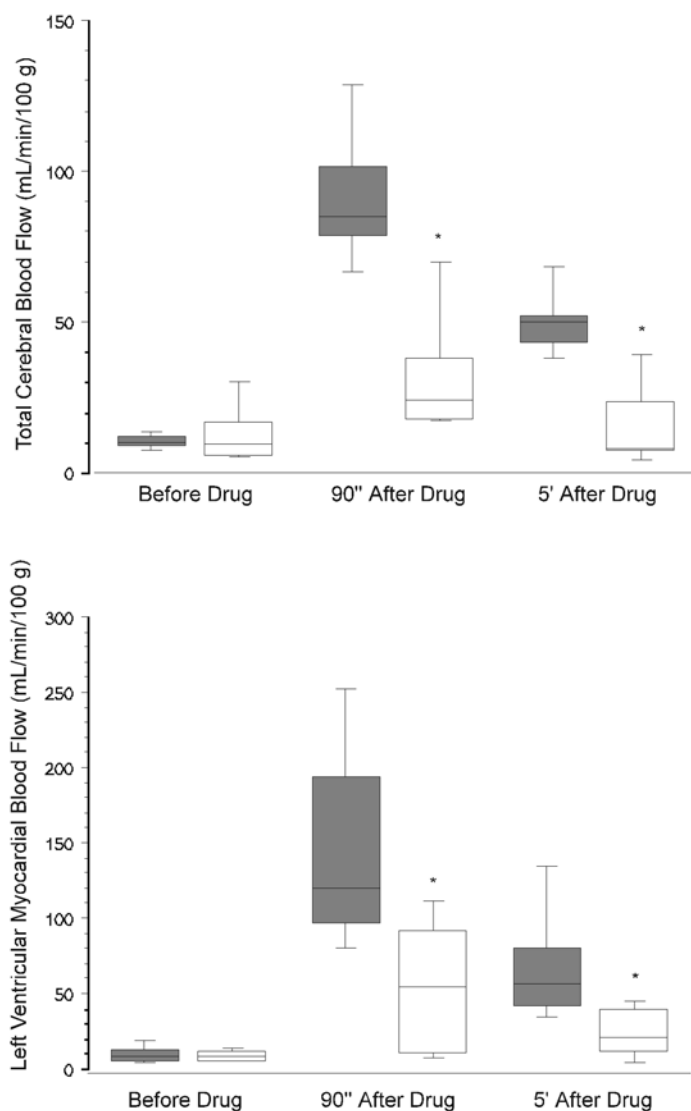 Total Cerebral Blood Flow (mL/min/100 g)
150
100
50
0
*
*
Before Drug
90" After Drug
5' After Drug
Left Ventricular Myocardial Blood Flow (mL/min/100 g)
300
250
200
150
100
50
0
*
*
Before Drug
90" After Drug
5' After Drug